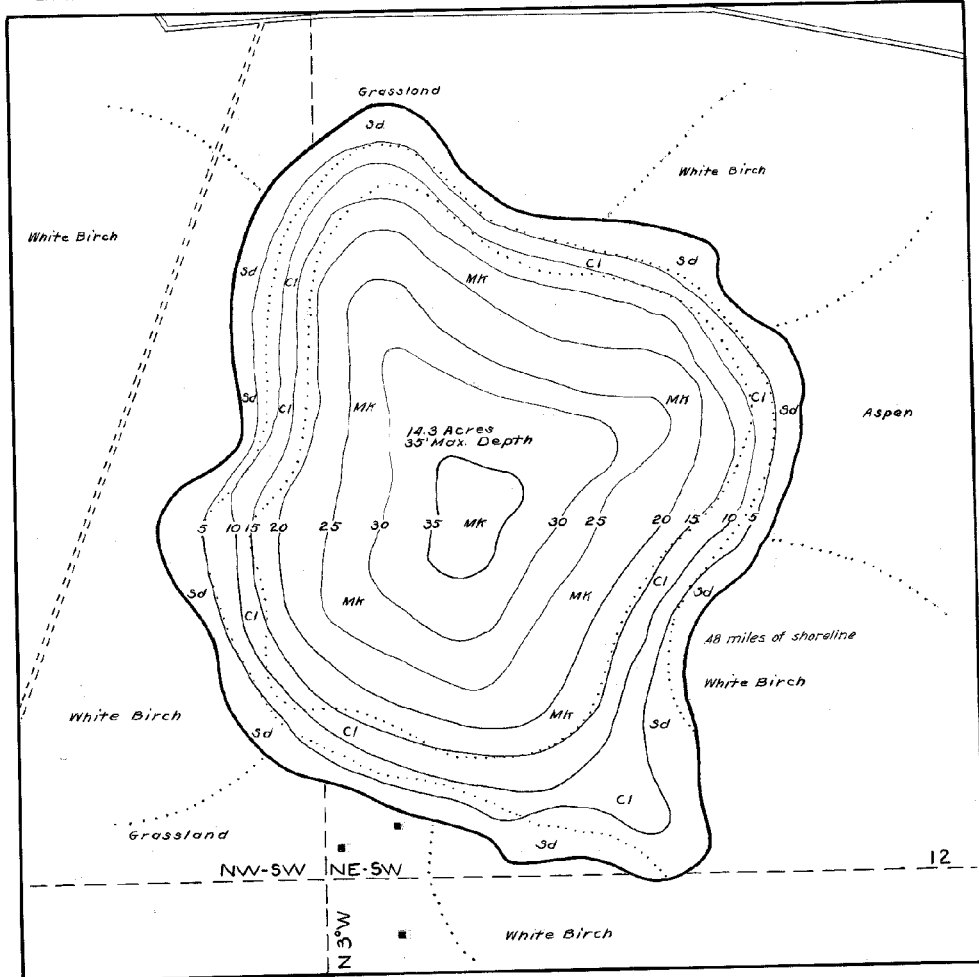 Grassland
Sd
White Birch
White Birch
Sd
Cl
Sd
Cl
MK
Sd
Cl
Cl
Sd
MK
MK
Aspen
14.3 Acres
35' Max. Depth
5 10 15 20 25 30 35 MK 30 25 20 15 10 5
Cl
Sd
Sd
MK
MK
Cl
.48 miles of shoreline
White Birch
White Birch
Mk
Sd
Sd
Cl
Cl
Grassland
Sd
NW-SW NE-SW
12
N 3°W
White Birch